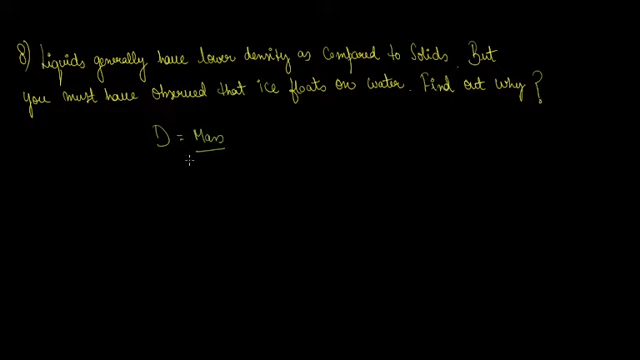 8) Liquids generally have lower density as compared to Solids. But
you must have observed that ice floats on water. Find out why?
D = Mass